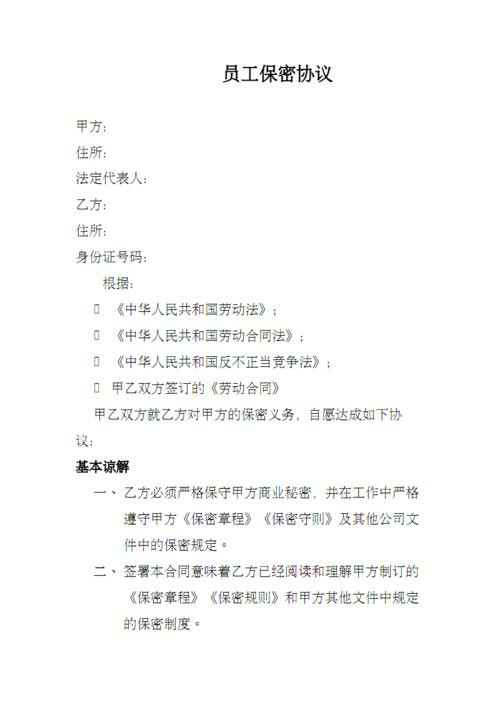 员工保密协议
甲方：
住所：
法定代表人：
乙方：
住所：
身份证号码：
根据：
《中华人民共和国劳动法》；
《中华人民共和国劳动合同法》；
《中华人民共和国反不正当竞争法》；
甲乙双方签订的《劳动合同》
甲乙双方就乙方对甲方的保密义务，自愿达成如下协
议：
基本谅解
一、乙方必须严格保守甲方商业秘密，并在工作中严格
遵守甲方《保密章程》《保密守则》及其他公司文
件中的保密规定。
二、签署本合同意味着乙方已经阅读和理解甲方制订的
《保密章程》《保密规则》和甲方其他文件中规定
的保密制度。